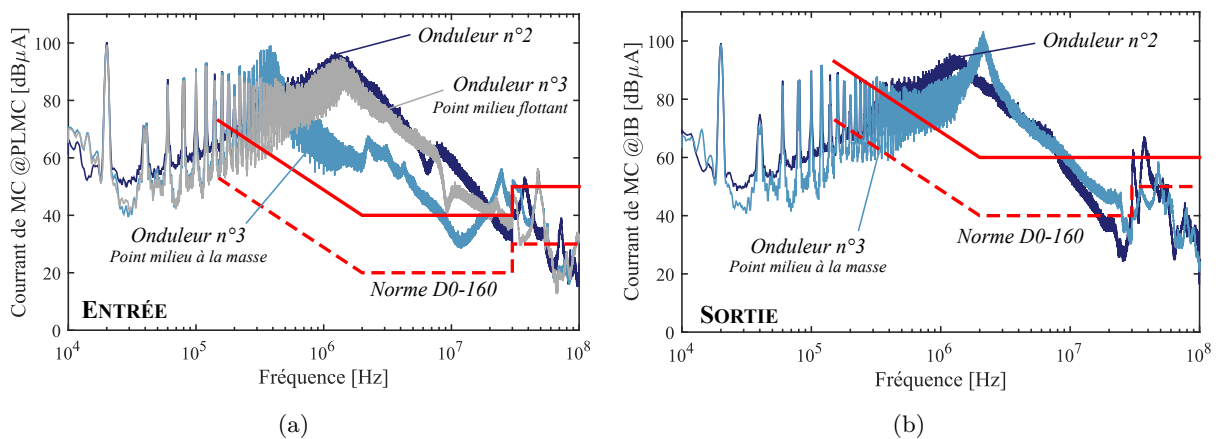 (a)
Courrant de MC @PLMC [dBµA]
100
80
60
40
20
0
Onduleur n°2
Onduleur n°3
Point milieu flottant
Onduleur n°3
Point milieu à la masse
Norme D0-160
ENTRÉE
10^4
10^5
10^6
10^7
10^8
Fréquence [Hz]
(a)
(b)
Courrant de MC @IB [dBµA]
100
80
60
40
20
0
Onduleur n°2
Onduleur n°3
Point milieu à la masse
Norme D0-160
SORTIE
10^4
10^5
10^6
10^7
10^8
Fréquence [Hz]
(b)